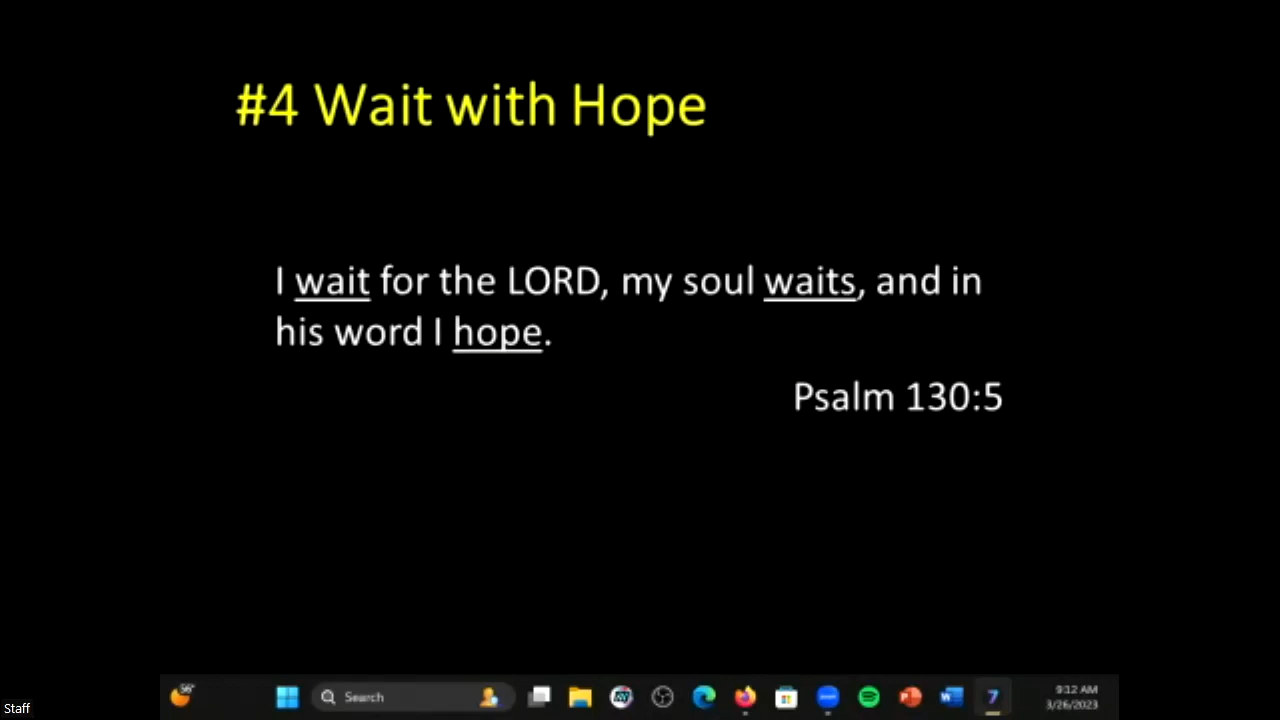 #4 Wait with Hope
I wait for the LORD, my soul waits, and in
his word I hope.
Psalm 130:5
56°
Search
9:12 AM
3/26/2023
Staff